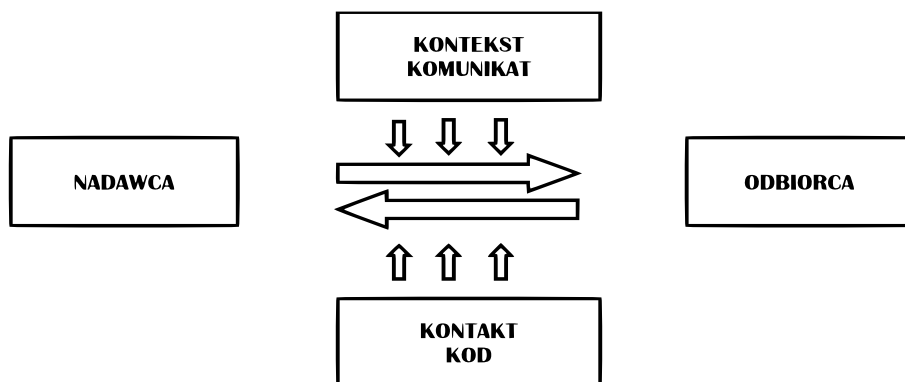 KONTEKST
KOMUNIKAT
NADAWCA
ODBIORCA
KONTAKT
KOD